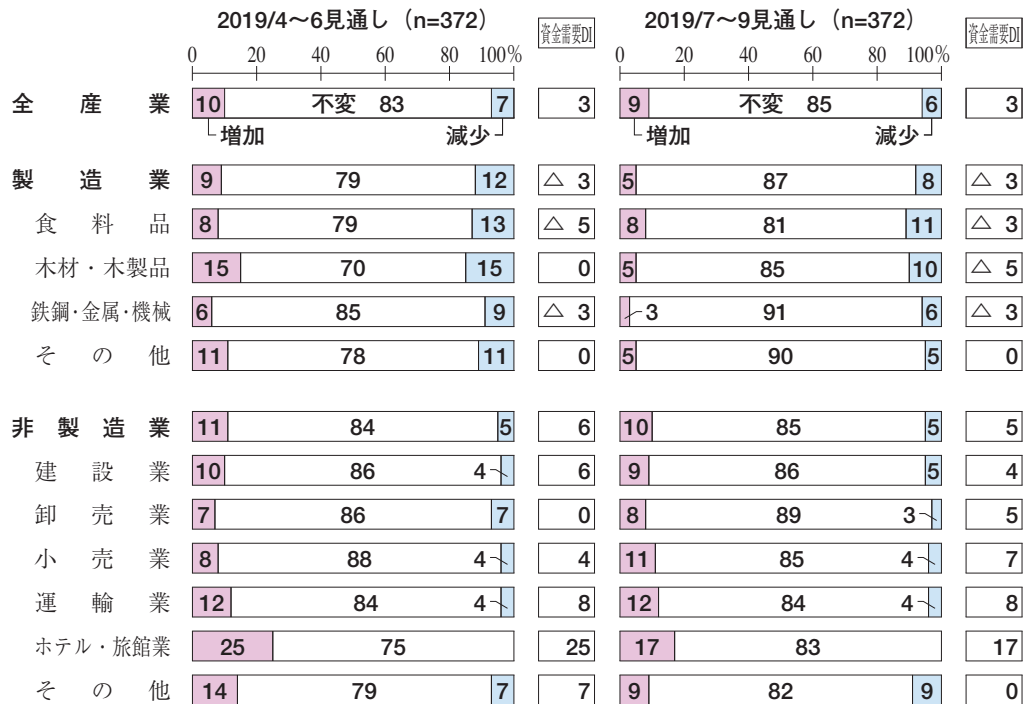 2019/4～6見通し（n=372） 資金需要DI 2019/7～9見通し（n=372） 資金需要DI
0 20 40 60 80 100% 0 20 40 60 80 100%
全産業 10 不変 83 7 3 9 不変 85 6 3
増加 減少 増加 減少
製造業 9 79 12 △ 3 5 87 8 △ 3
食料品 8 79 13 △ 5 8 81 11 △ 3
木材・木製品 15 70 15 0 5 85 10 △ 5
鉄鋼・金属・機械 6 85 9 △ 3 3 91 6 △ 3
その他 11 78 11 0 5 90 5 0
非製造業 11 84 5 6 10 85 5 5
建設業 10 86 4 6 9 86 5 4
卸売業 7 86 7 0 8 89 3 5
小売業 8 88 4 4 11 85 4 7
運輸業 12 84 4 8 12 84 4 8
ホテル・旅館業 25 75 25 17 83 17
その他 14 79 7 7 9 82 9 0